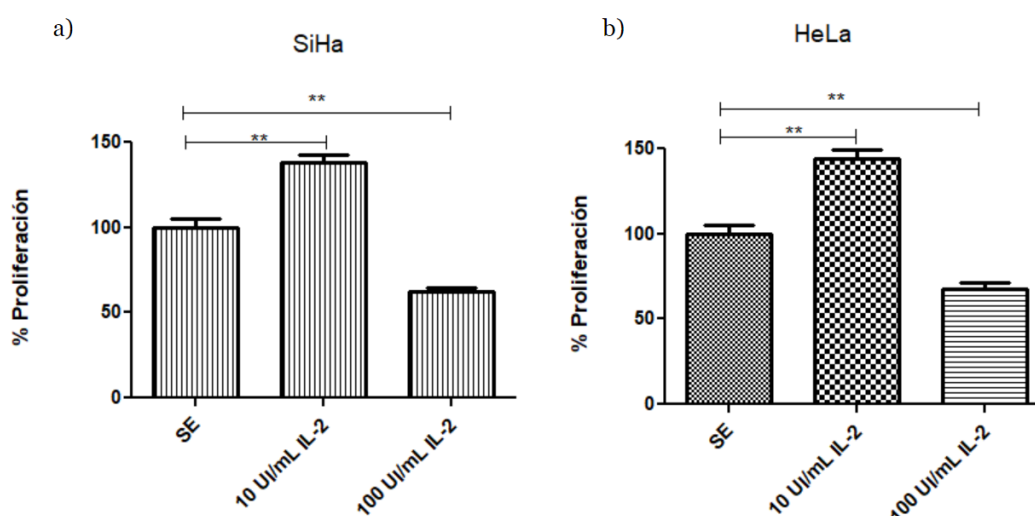 a)
SiHa
% Proliferación
150
100
50
0
**
**
SE
10 UI/mL IL-2
100 UI/mL IL-2
b)
HeLa
% Proliferación
150
100
50
0
**
**
SE
10 UI/mL IL-2
100 UI/mL IL-2